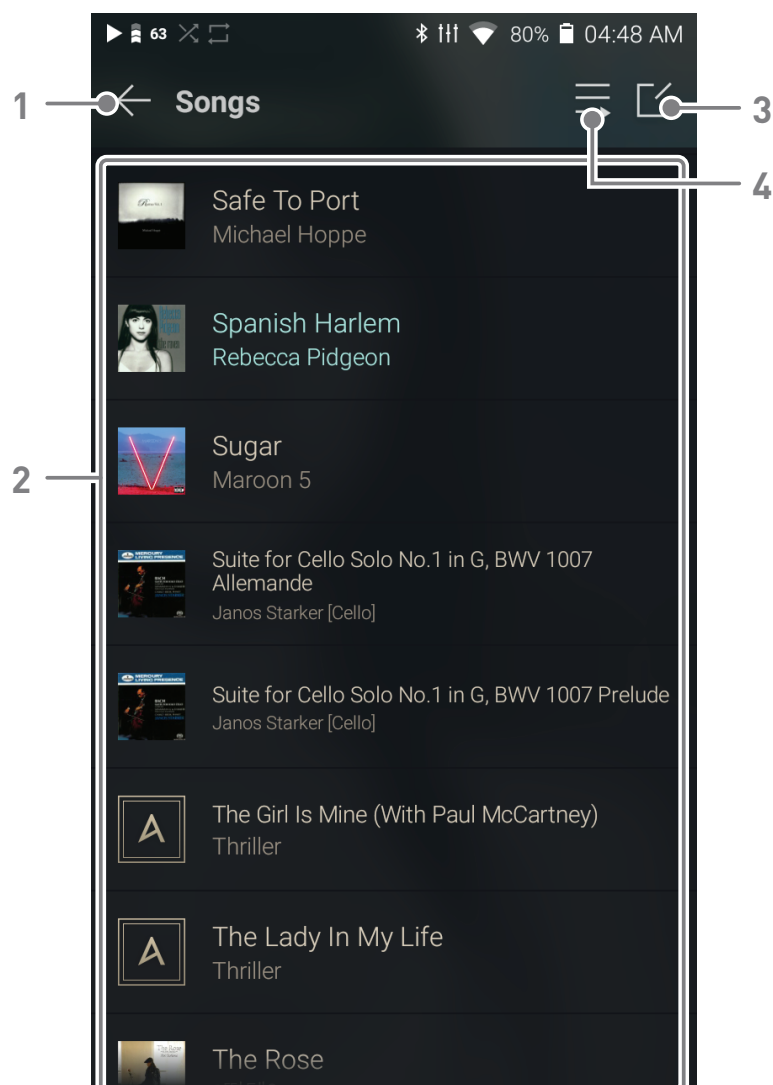 63 80% 04:48 AM
1 Songs 3
4
Safe To Port
Michael Hoppe
Spanish Harlem
Rebecca Pidgeon
2
Sugar
Maroon 5
Suite for Cello Solo No.1 in G, BWV 1007
Allemande
Janos Starker [Cello]
Suite for Cello Solo No.1 in G, BWV 1007 Prelude
Janos Starker [Cello]
The Girl Is Mine (With Paul McCartney)
Thriller
The Lady In My Life
Thriller
The Rose